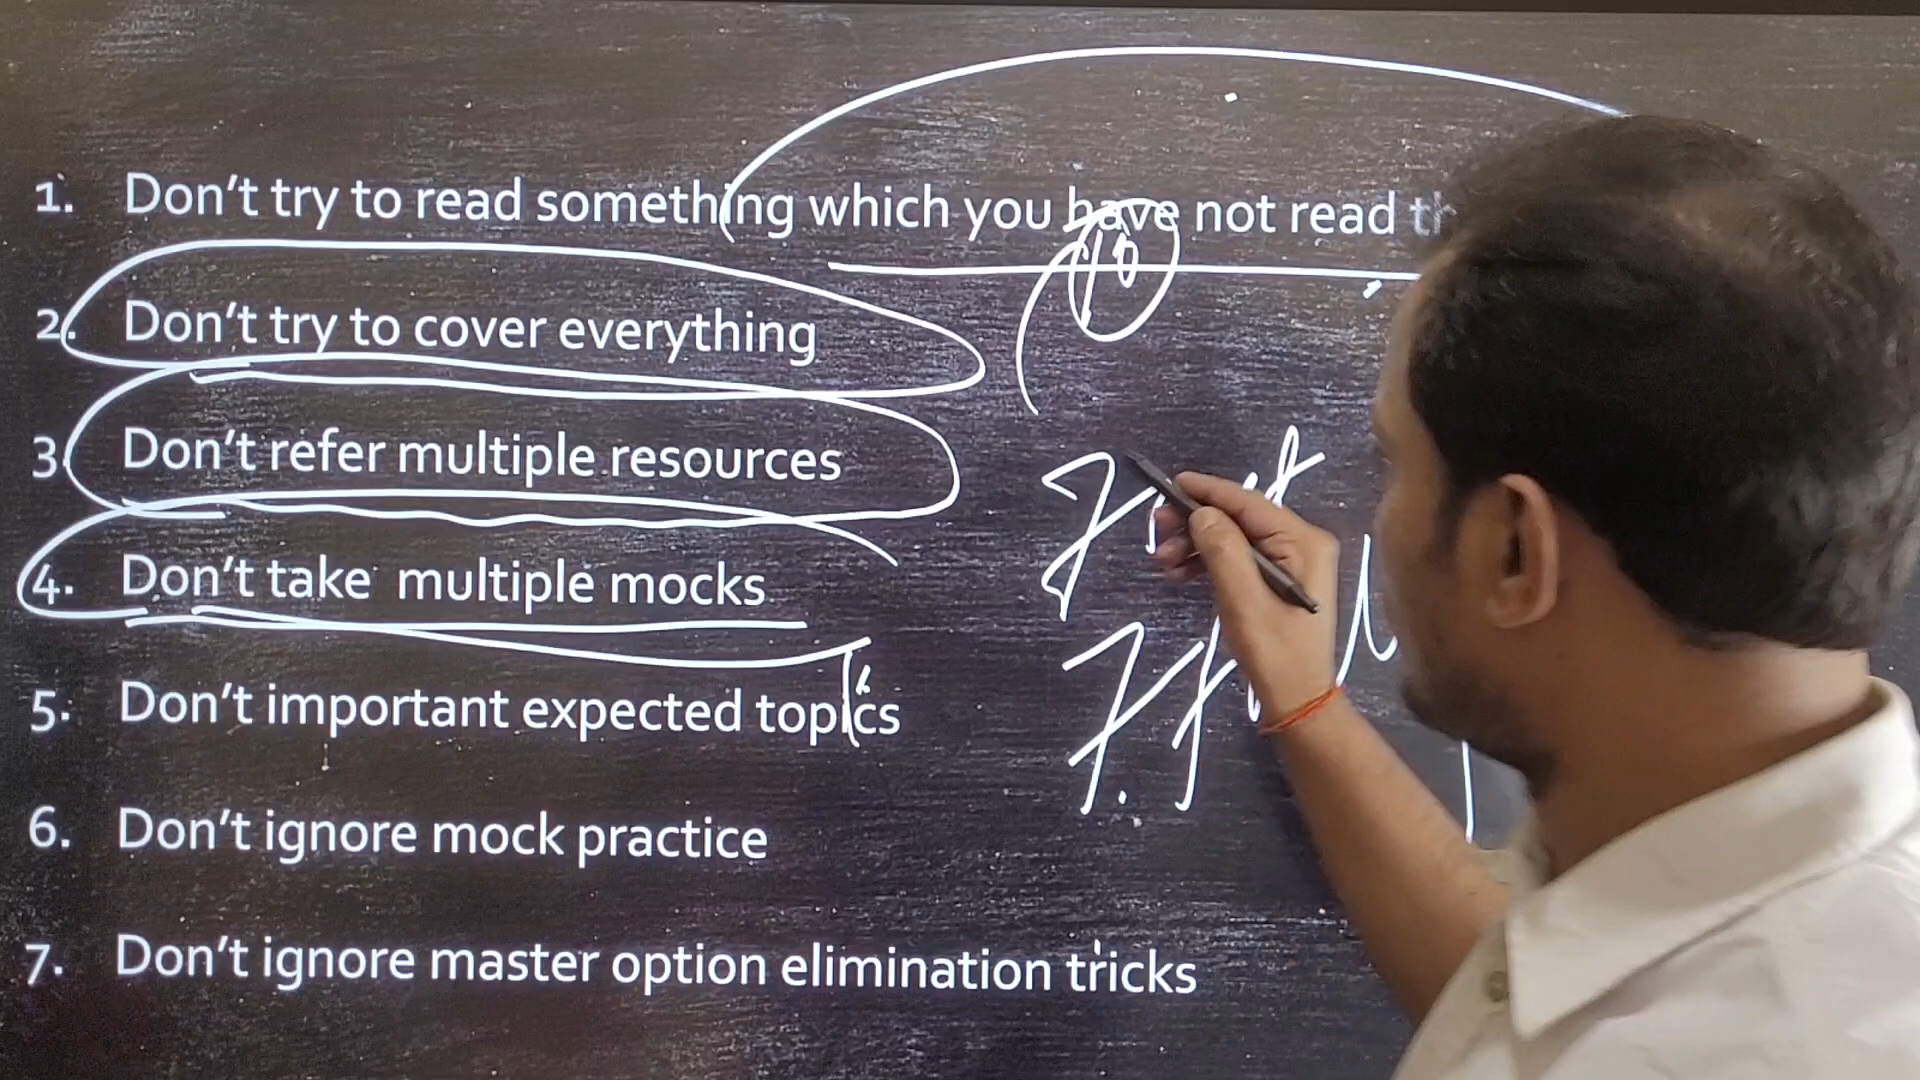 1. Don't try to read something which you have not read
2. Don't try to cover everything
3. Don't refer multiple resources
4. Don't take multiple mocks
5. Don't important expected topics
6. Don't ignore mock practice
7. Don't ignore master option elimination tricks